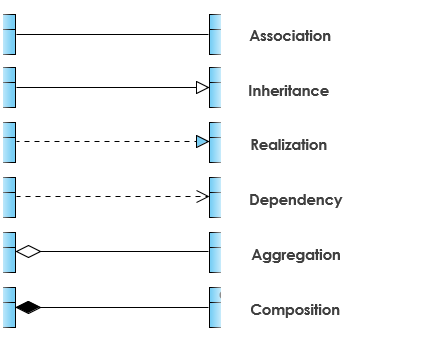 Association
Inheritance
Realization
Dependency
Aggregation
Composition